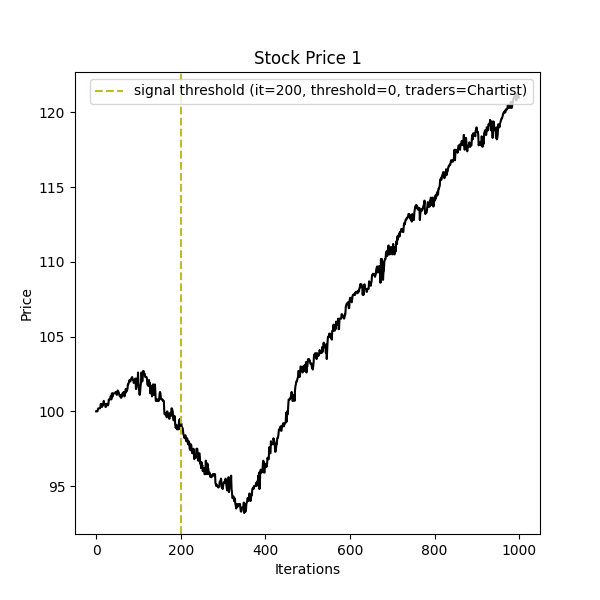 Stock Price 1
signal threshold (it=200, threshold=0, traders=Chartist)
120
115
110
105
100
95
Price
0 200 400 600 800 1000
Iterations